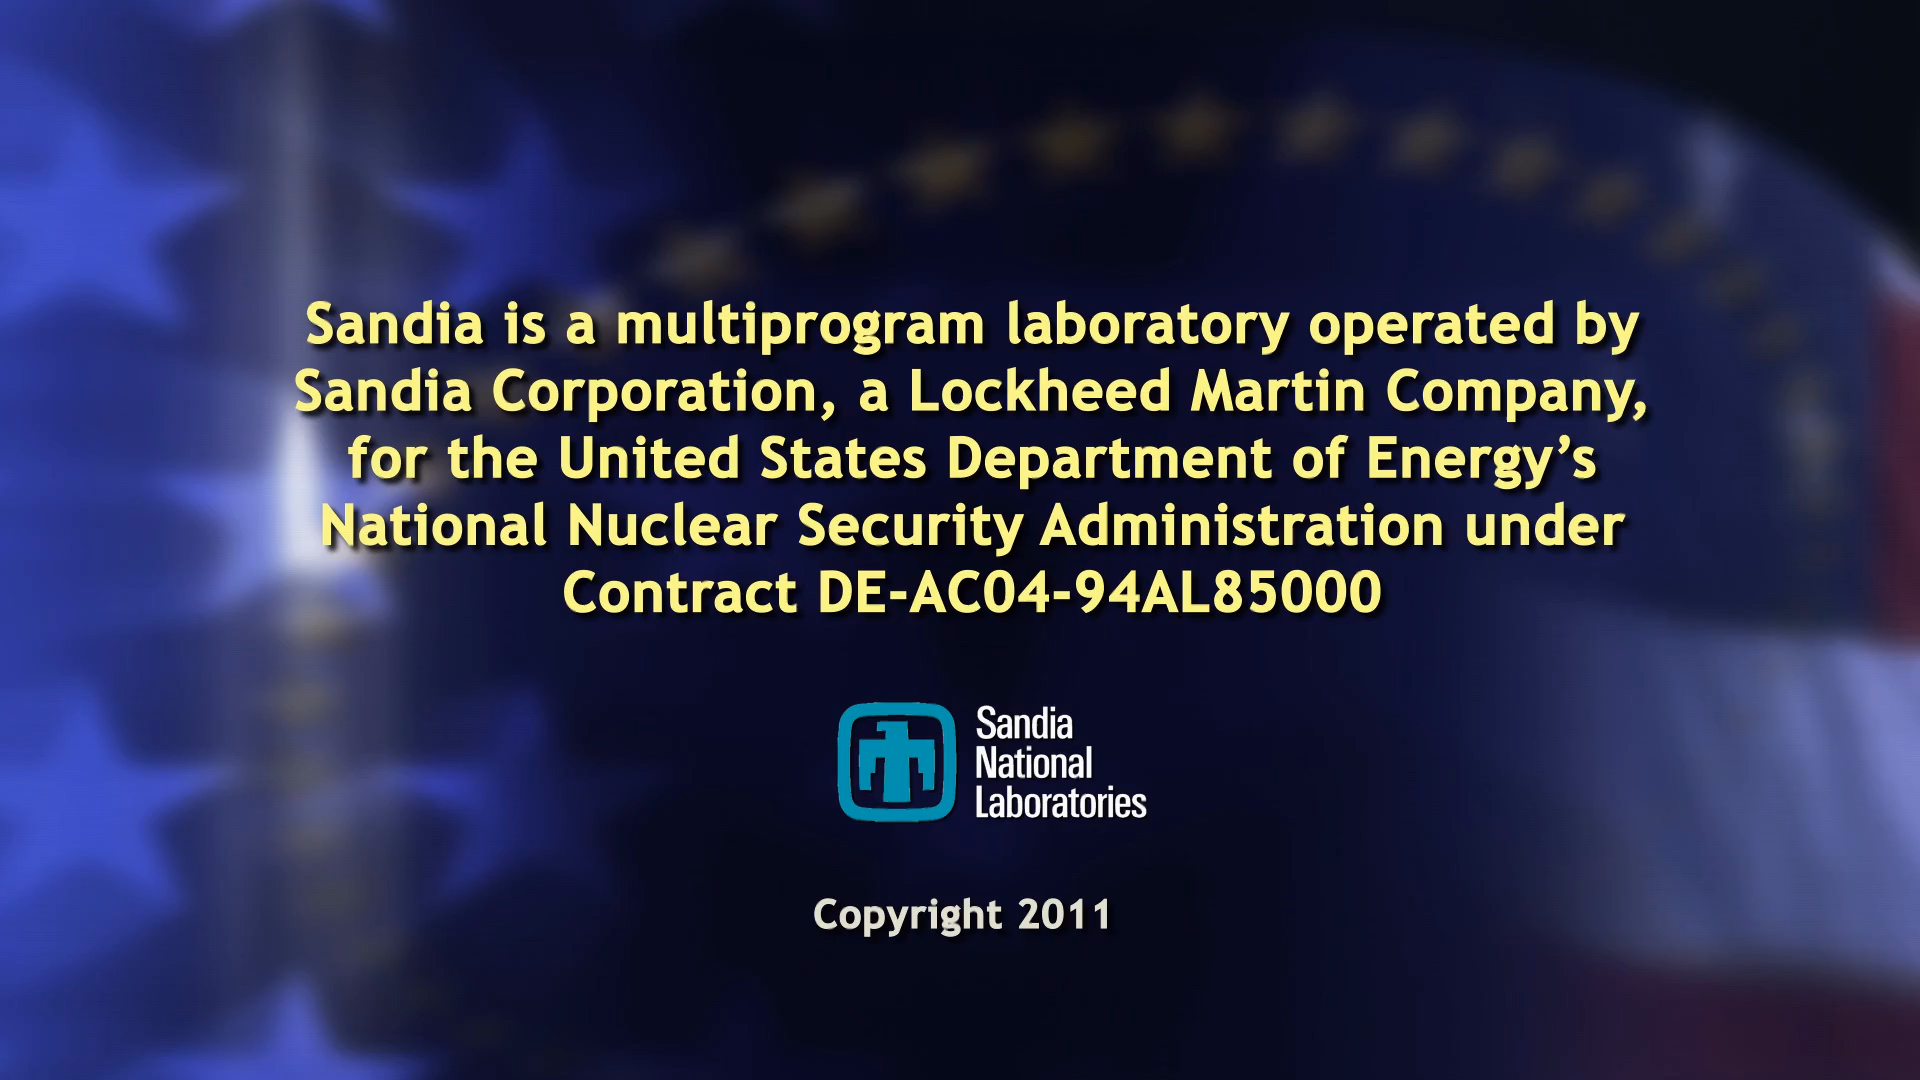 Sandia is a multiprogram laboratory operated by
Sandia Corporation, a Lockheed Martin Company,
for the United States Department of Energy’s
National Nuclear Security Administration under
Contract DE-AC04-94AL85000
Sandia
National
Laboratories
Copyright 2011